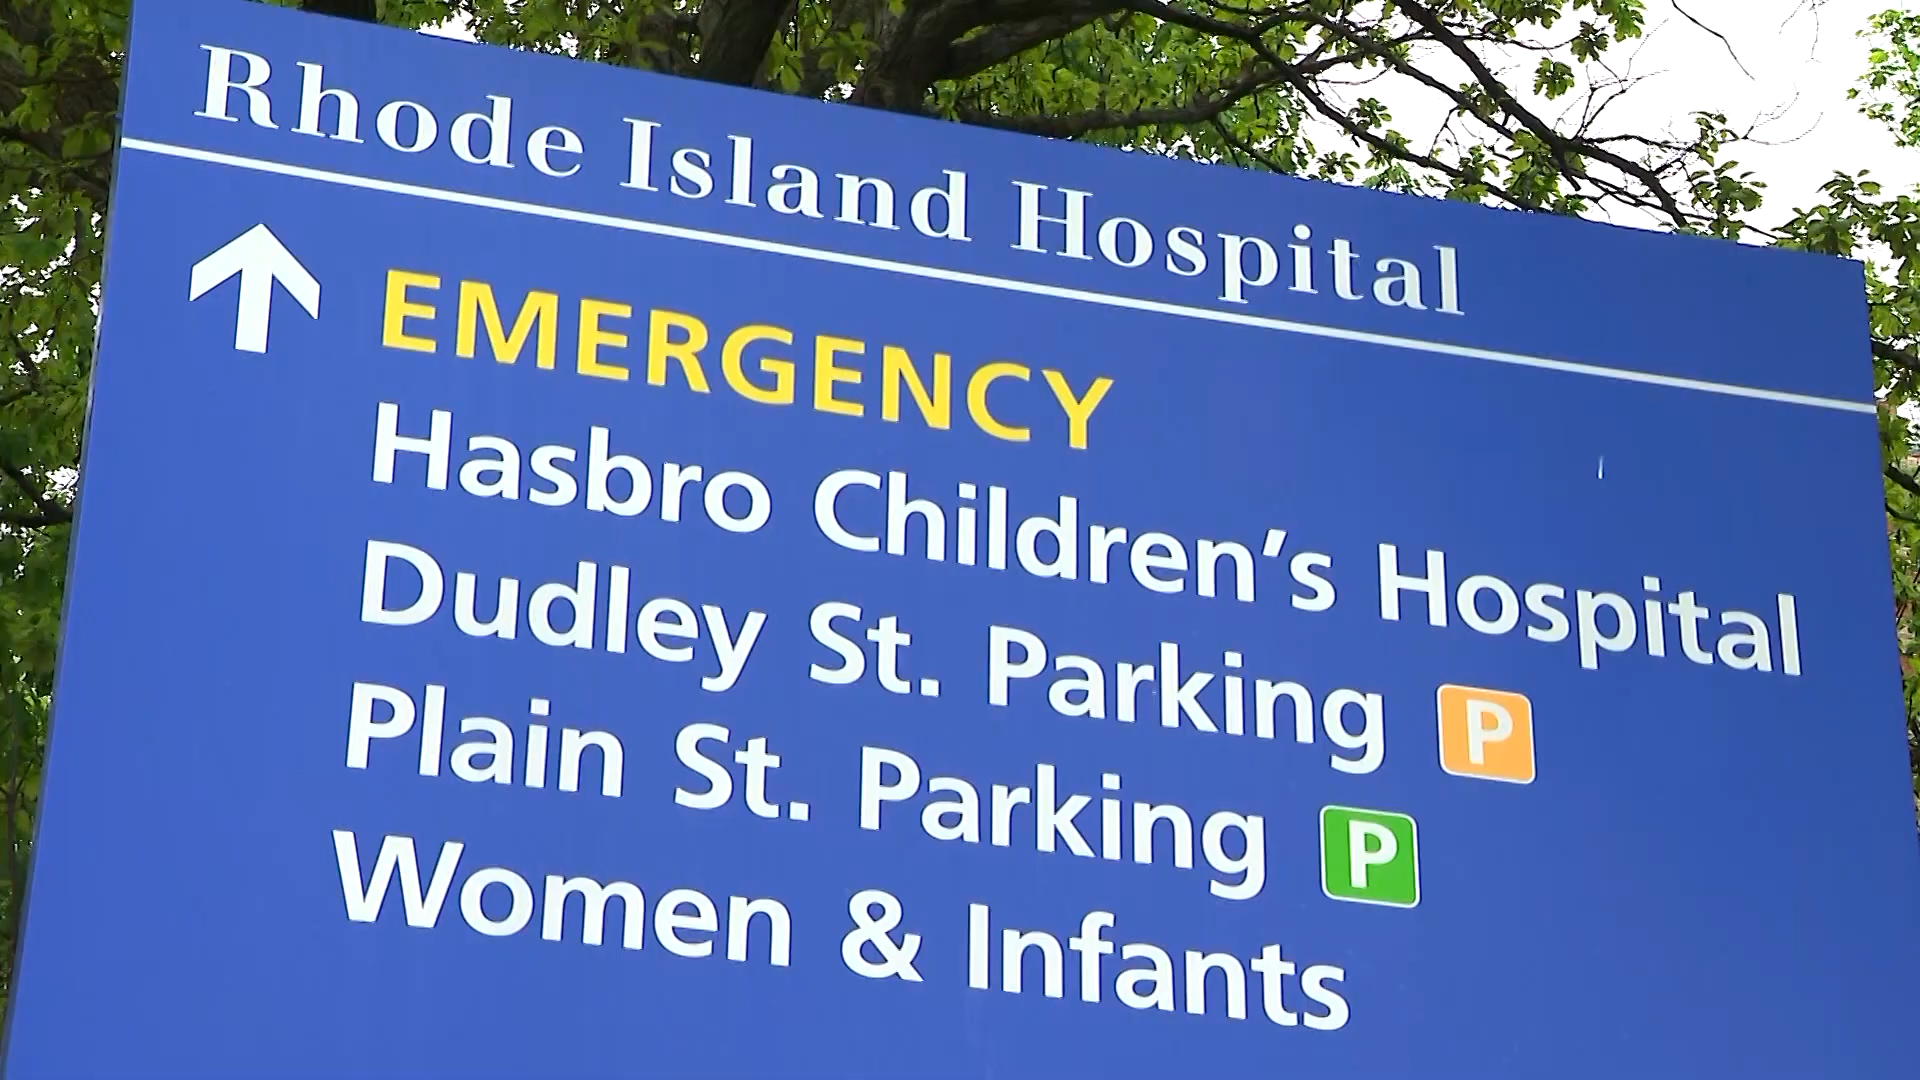 Rhode Island Hospital
EMERGENCY
Hasbro Children's Hospital
Dudley St. Parking P
Plain St. Parking P
Women & Infants